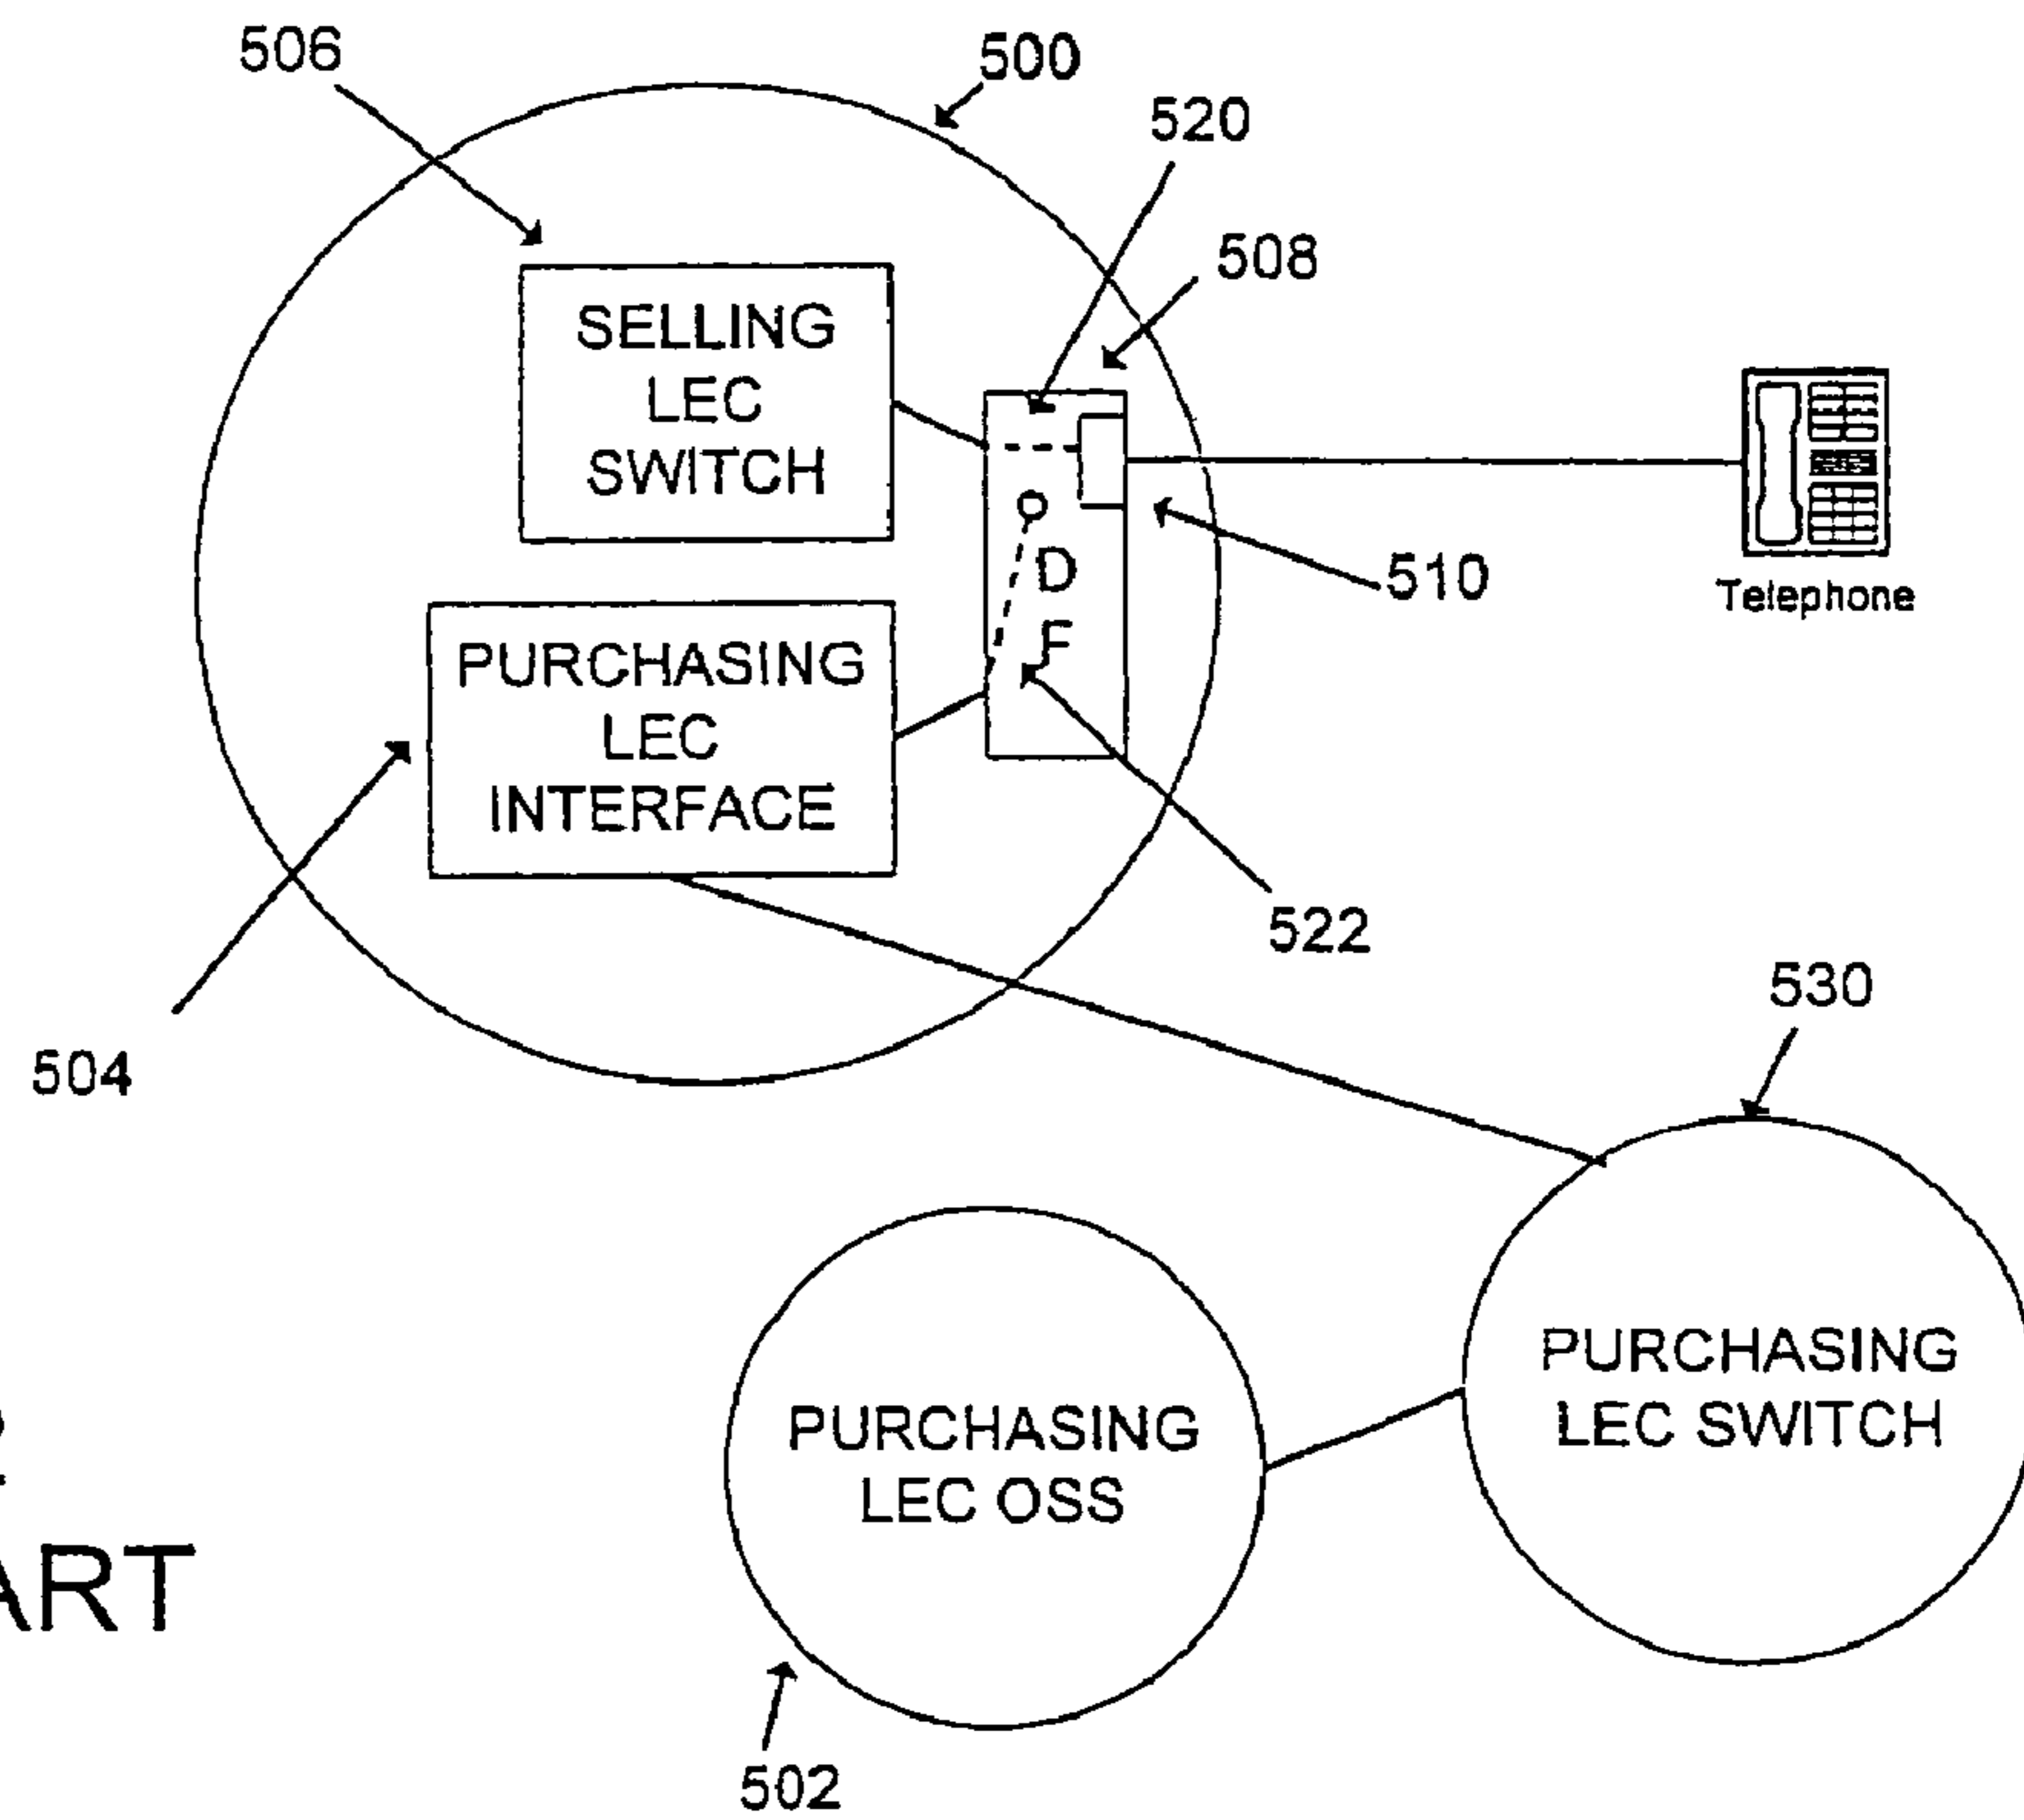 506
500
520
508
SELLING
LEC
SWITCH
D
F
510
Telephone
PURCHASING
LEC
INTERFACE
522
504
530
PURCHASING
LEC SWITCH
PURCHASING
LEC OSS
ART
502